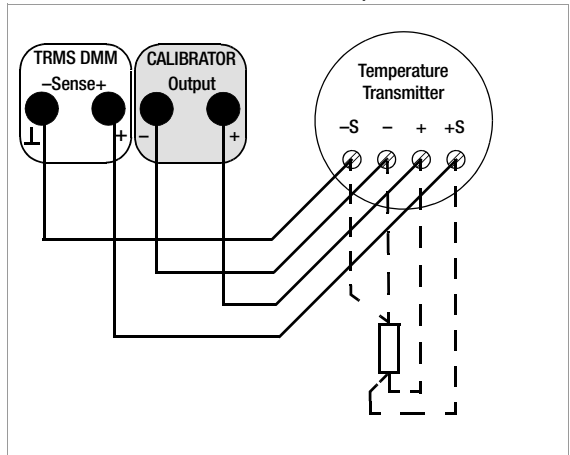 TRMS DMM
–Sense+
⊥ +
CALIBRATOR
Output
– +
Temperature
Transmitter
–S – + +S